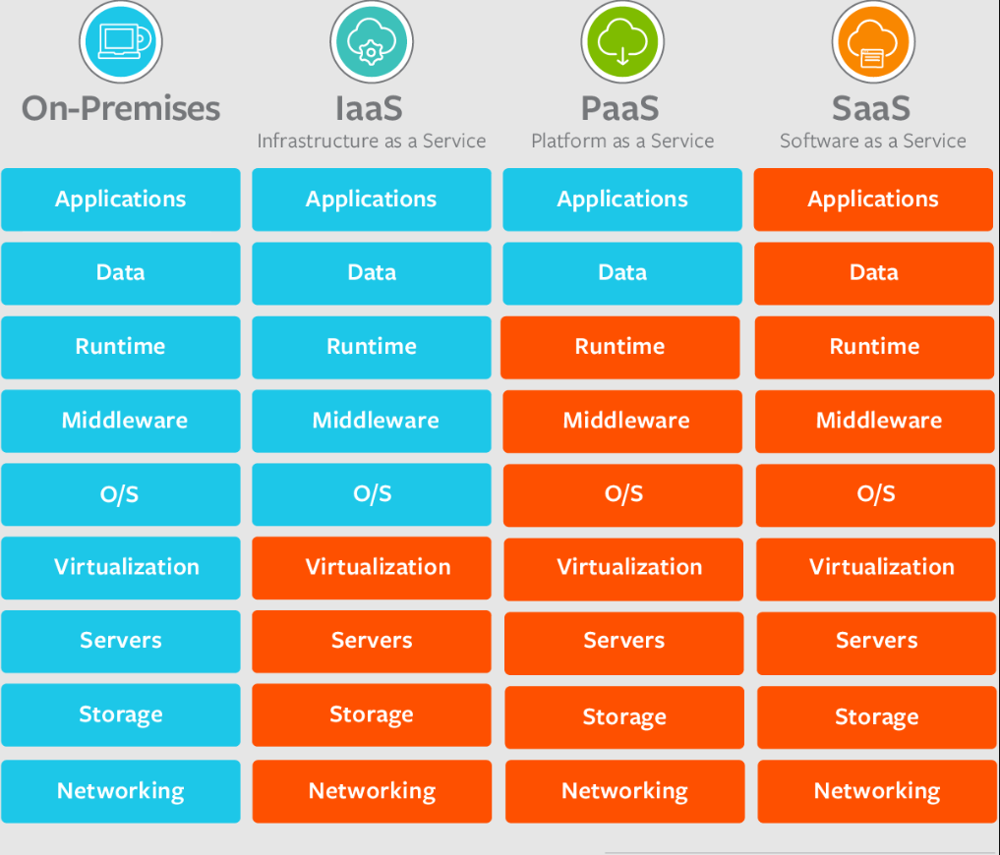 On-Premises
IaaS
Infrastructure as a Service
PaaS
Platform as a Service
SaaS
Software as a Service
Applications
Applications
Applications
Applications
Data
Data
Data
Data
Runtime
Runtime
Runtime
Runtime
Middleware
Middleware
Middleware
Middleware
O/S
O/S
O/S
O/S
Virtualization
Virtualization
Virtualization
Virtualization
Servers
Servers
Servers
Servers
Storage
Storage
Storage
Storage
Networking
Networking
Networking
Networking